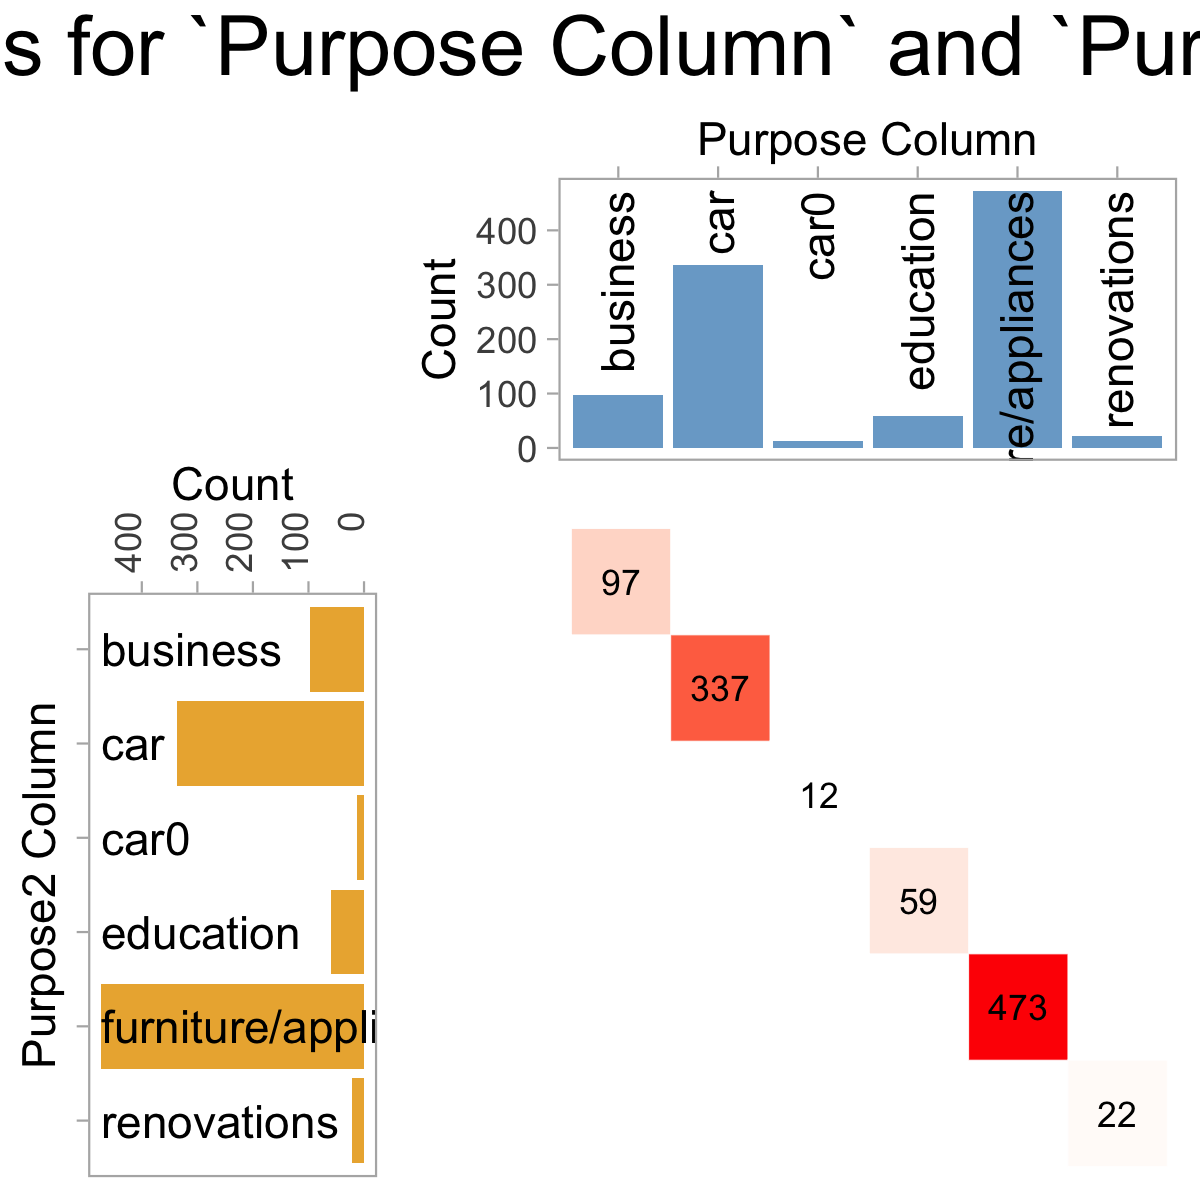 s for `Purpose Column` and `Pur
Purpose Column
Count
400
300
200
100
0
business
car
car0
education
re/appliances
renovations
Count
400
300
200
100
0
Purpose2 Column
business
car
car0
education
furniture/appli
renovations
97
337
12
59
473
22